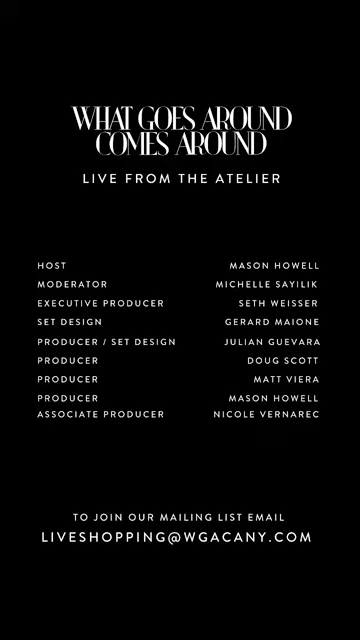 WHAT GOES AROUND
COMES AROUND
LIVE FROM THE ATELIER
HOST MASON HOWELL
MODERATOR MICHELLE SAYILIK
EXECUTIVE PRODUCER SETH WEISSER
SET DESIGN GERARD MAIONE
PRODUCER / SET DESIGN JULIAN GUEVARA
PRODUCER DOUG SCOTT
PRODUCER MATT VIERA
PRODUCER MASON HOWELL
ASSOCIATE PRODUCER NICOLE VERNAREC
TO JOIN OUR MAILING LIST EMAIL
LIVESHOPPING@WGACANY.COM